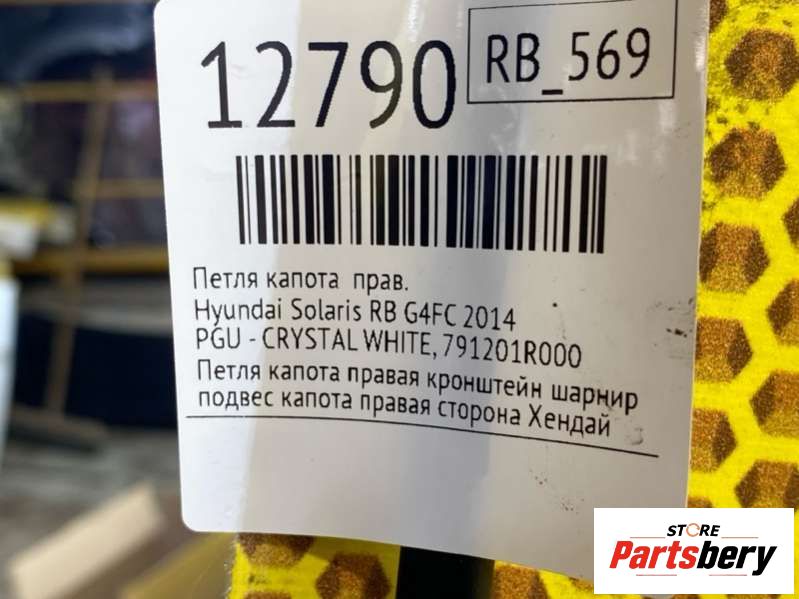 12790
RB_569
Петля капота прав.
Hyundai Solaris RB G4FC 2014
PGU - CRYSTAL WHITE, 791201R000
Петля капота правая кронштейн шарнир
подвес капота правая сторона Хендай
STORE
Partsbery